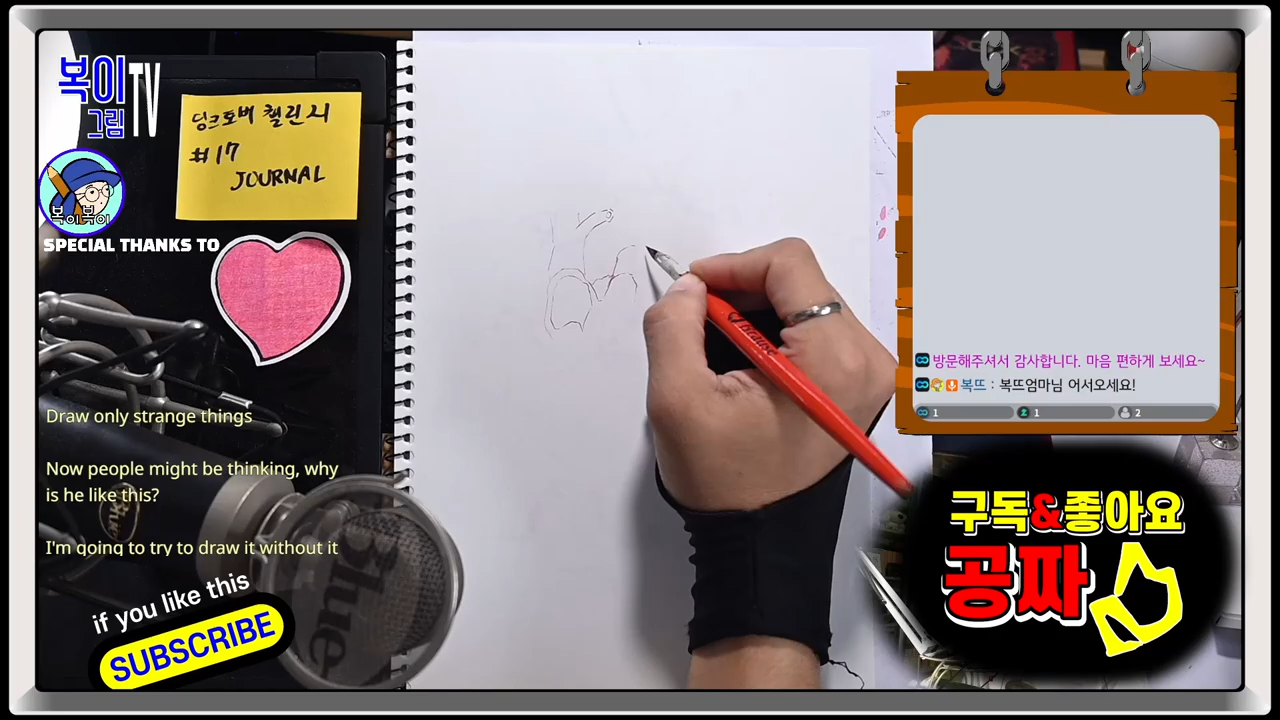 복이
그림
TV
딩크토버 챌린지
#17
JOURNAL
복이복이
SPECIAL THANKS TO
Draw only strange things
Now people might be thinking, why
is he like this?
I'm going to try to draw it without it
Blue
Blue
if you like this
SUBSCRIBE
방문해주셔서 감사합니다. 마음 편하게 보세요~
복뜨 : 복뜨엄마님 어서오세요!
1 1 2
구독&좋아요
공짜